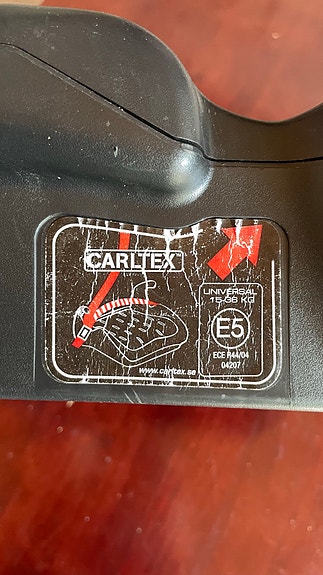 CARLTEX
UNIVERSAL
15-36 KG
E5
ECE R44/04
04207
www.carltex.se